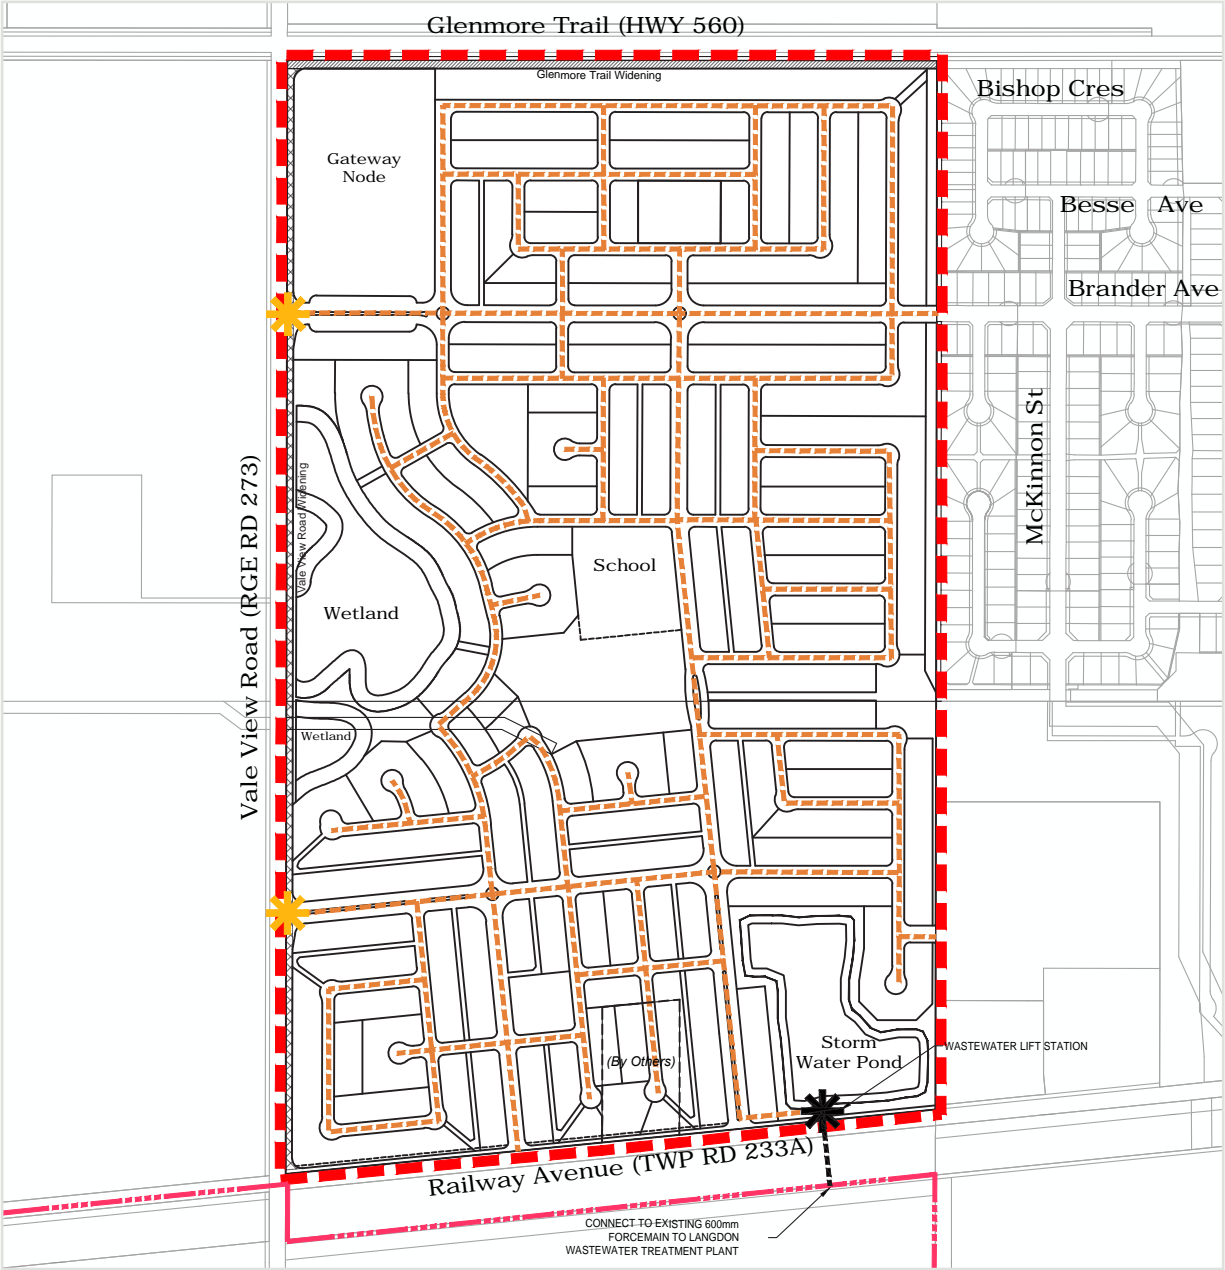 Glenmore Trail (HWY 560)
Glenmore Trail Widening
Bishop Cres
Gateway
Node
Besse Ave
Brander Ave
McKinnon St
Vale View Road (RGE RD 273)
Vale View Road Widening
School
Wetland
Wetland
Storm
Water Pond
WASTEWATER LIFT STATION
(By Others)
Railway Avenue (TWP RD 233A)
CONNECT TO EXISTING 600mm
FORCEMAIN TO LANGDON
WASTEWATER TREATMENT PLANT